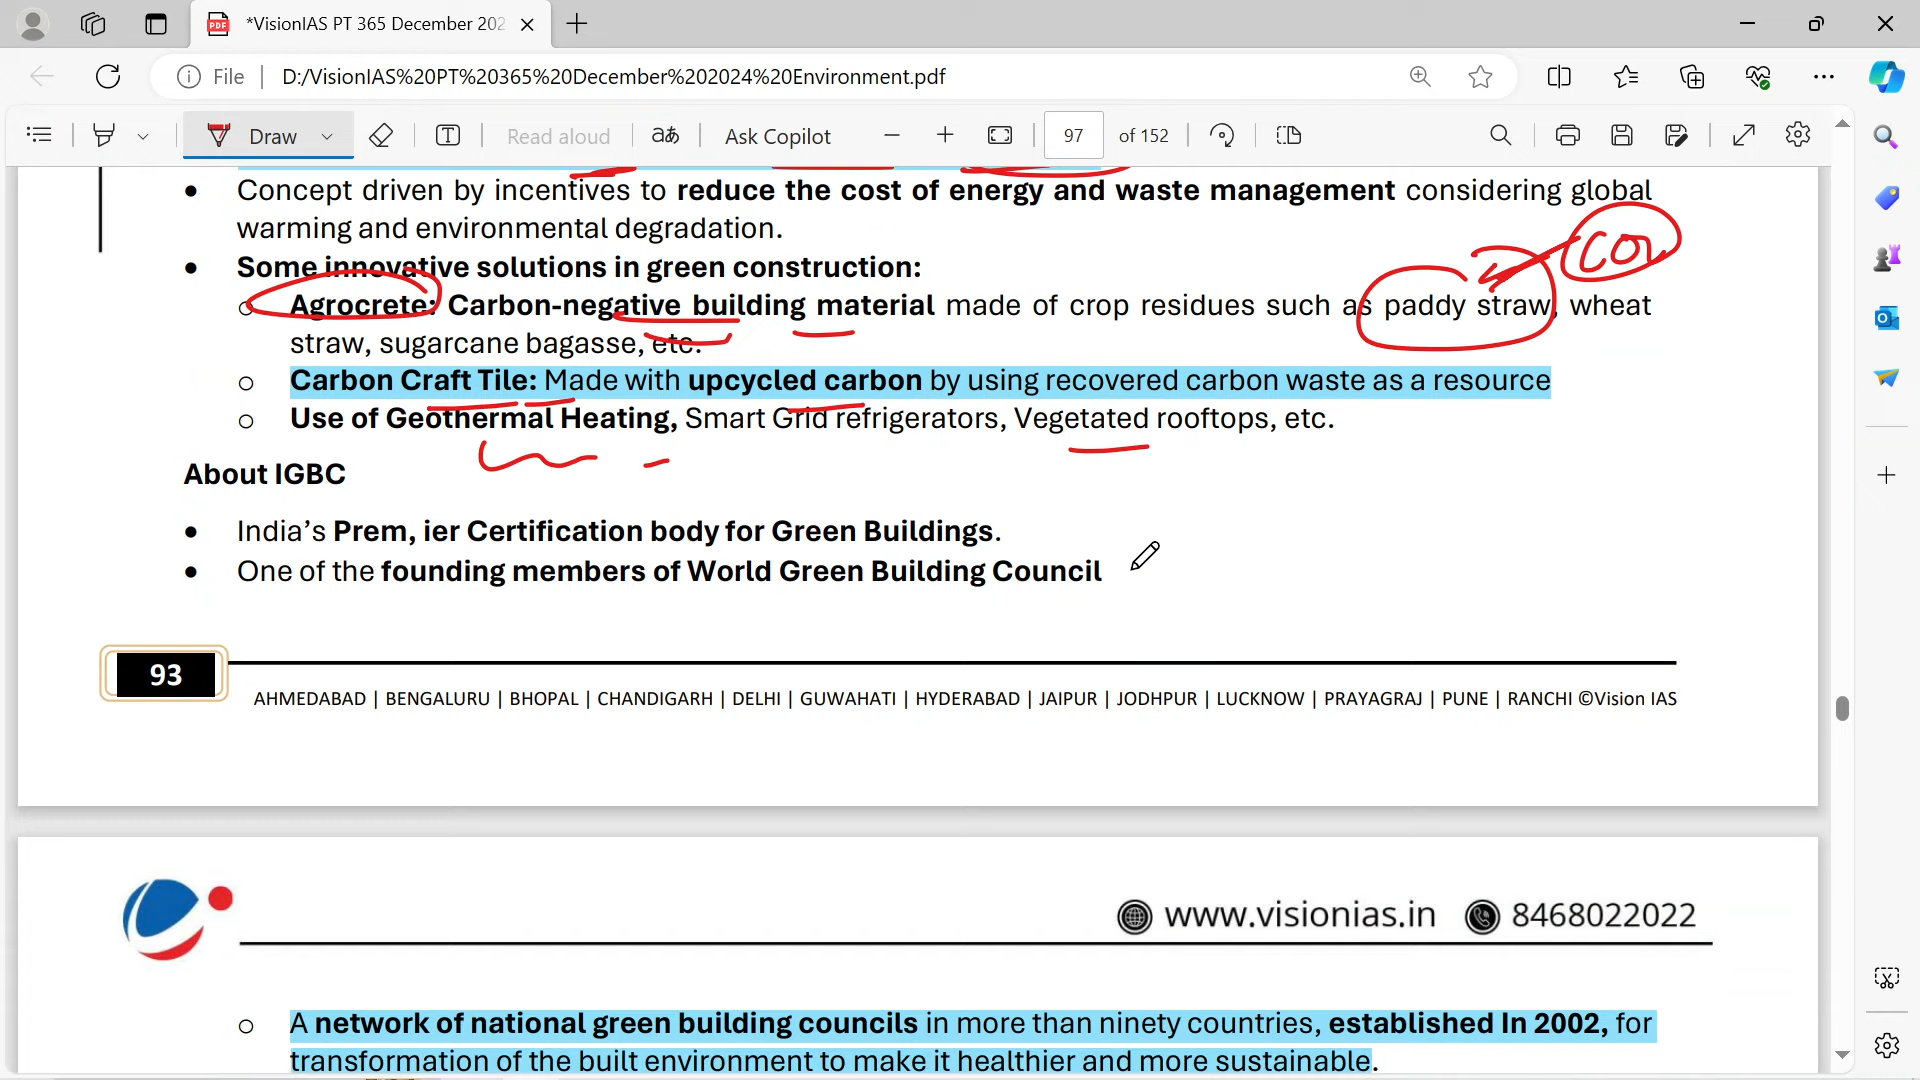 *VisionIAS PT 365 December 202
File
D:/VisionIAS%20PT%20365%20December%202024%20Environment.pdf
Draw
Read aloud
aあ
Ask Copilot
97
of 152
Concept driven by incentives to reduce the cost of energy and waste management considering global
warming and environmental degradation.
Some innovative solutions in green construction:
Agrocrete: Carbon-negative building material made of crop residues such as paddy straw, wheat
straw, sugarcane bagasse, etc.
Carbon Craft Tile: Made with upcycled carbon by using recovered carbon waste as a resource
Use of Geothermal Heating, Smart Grid refrigerators, Vegetated rooftops, etc.
About IGBC
India's Prem, ier Certification body for Green Buildings.
One of the founding members of World Green Building Council
93
AHMEDABAD | BENGALURU | BHOPAL | CHANDIGARH | DELHI | GUWAHATI | HYDERABAD | JAIPUR | JODHPUR | LUCKNOW | PRAYAGRAJ | PUNE | RANCHI ©Vision IAS
www.visionias.in 8468022022
A network of national green building councils in more than ninety countries, established In 2002, for
transformation of the built environment to make it healthier and more sustainable.